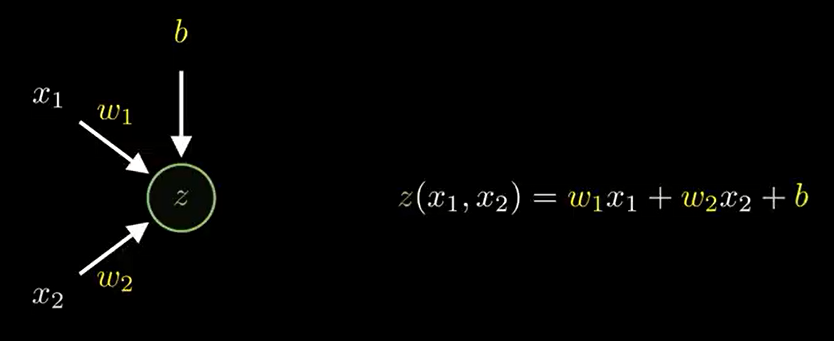 b
x₁
w₁
z
z(x₁, x₂) = w₁x₁ + w₂x₂ + b
w₂
x₂